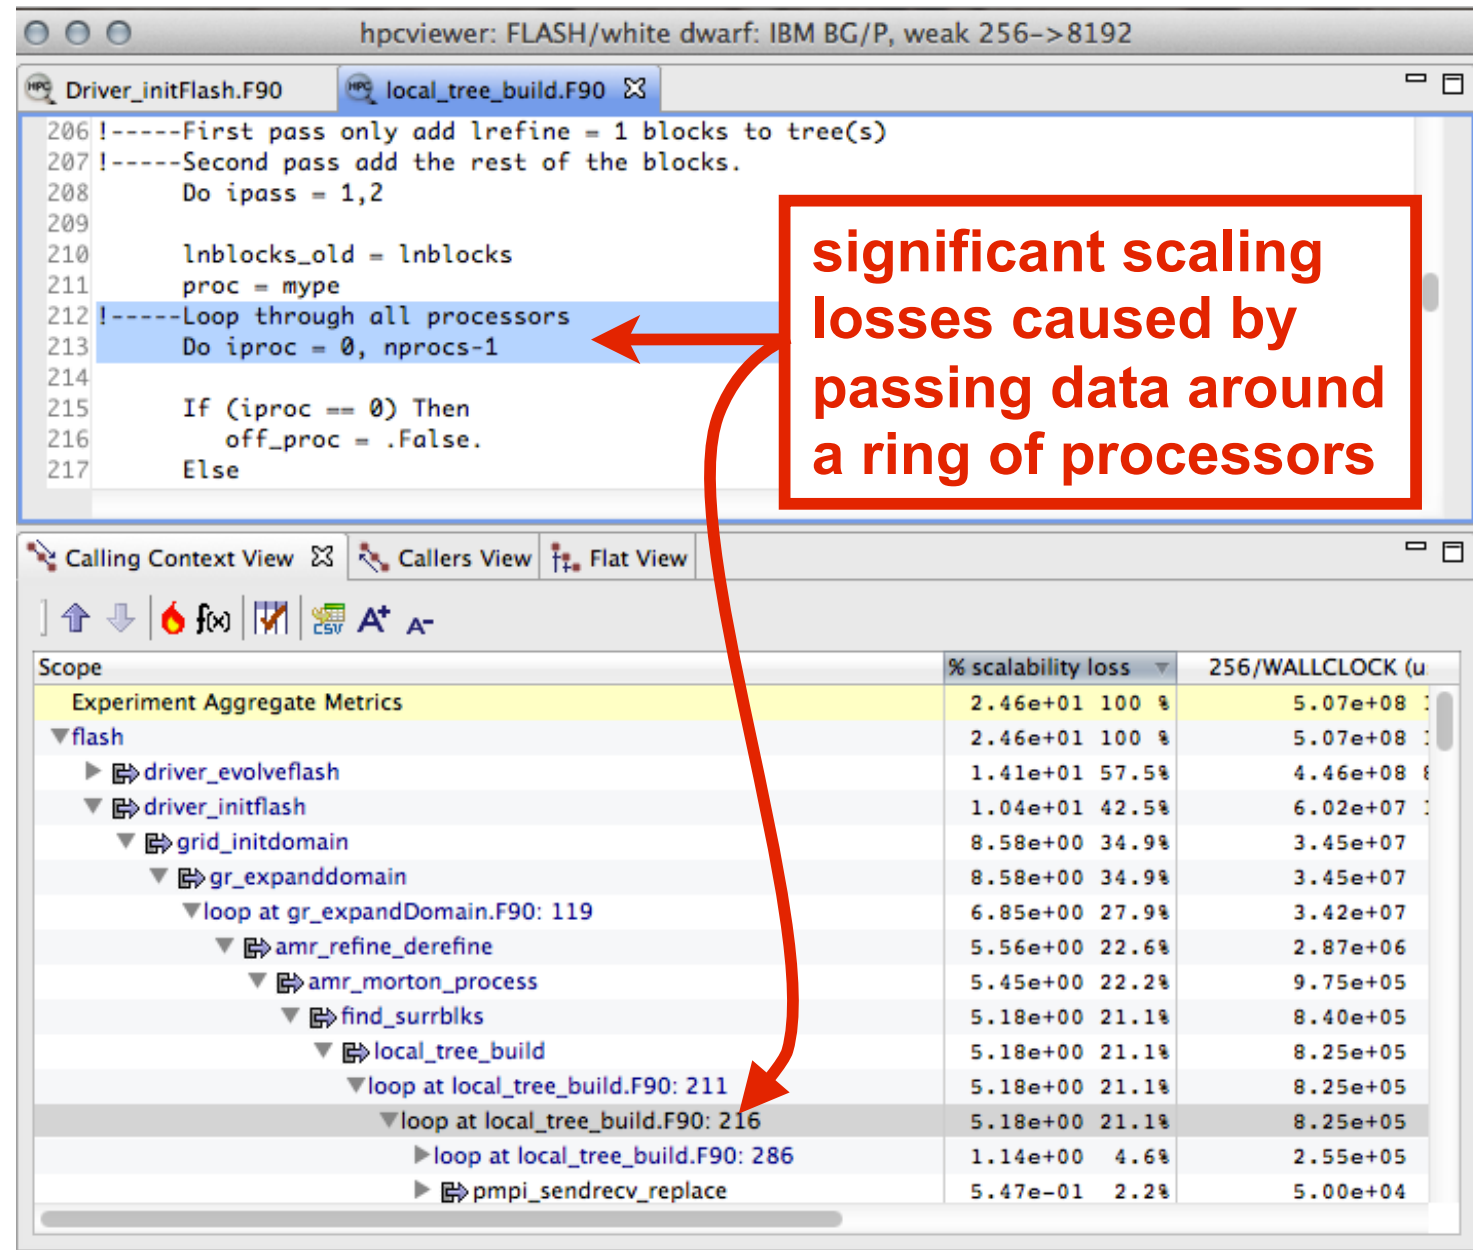 hpcviewer: FLASH/white dwarf: IBM BG/P, weak 256->8192
Driver_initFlash.F90 local_tree_build.F90
206 !-----First pass only add lrefine = 1 blocks to tree(s)
207 !-----Second pass add the rest of the blocks.
208 Do ipass = 1,2
209
210 lnblocks_old = lnblocks
211 proc = mype
212 !-----Loop through all processors
213 Do iproc = 0, nprocs-1
214
215 If (iproc == 0) Then
216 off_proc = .False.
217 Else
significant scaling
losses caused by
passing data around
a ring of processors
Calling Context View Callers View Flat View
f(x) CSV A+ A-
Scope % scalability loss 256/WALLCLOCK (u
Experiment Aggregate Metrics 2.46e+01 100 % 5.07e+08
flash 2.46e+01 100 % 5.07e+08
driver_evolveflash 1.41e+01 57.5% 4.46e+08
driver_initflash 1.04e+01 42.5% 6.02e+07
grid_initdomain 8.58e+00 34.9% 3.45e+07
gr_expanddomain 8.58e+00 34.9% 3.45e+07
loop at gr_expandDomain.F90: 119 6.85e+00 27.9% 3.42e+07
amr_refine_derefine 5.56e+00 22.6% 2.87e+06
amr_morton_process 5.45e+00 22.2% 9.75e+05
find_surrblks 5.18e+00 21.1% 8.40e+05
local_tree_build 5.18e+00 21.1% 8.25e+05
loop at local_tree_build.F90: 211 5.18e+00 21.1% 8.25e+05
loop at local_tree_build.F90: 216 5.18e+00 21.1% 8.25e+05
loop at local_tree_build.F90: 286 1.14e+00 4.6% 2.55e+05
pmpi_sendrecv_replace 5.47e-01 2.2% 5.00e+04